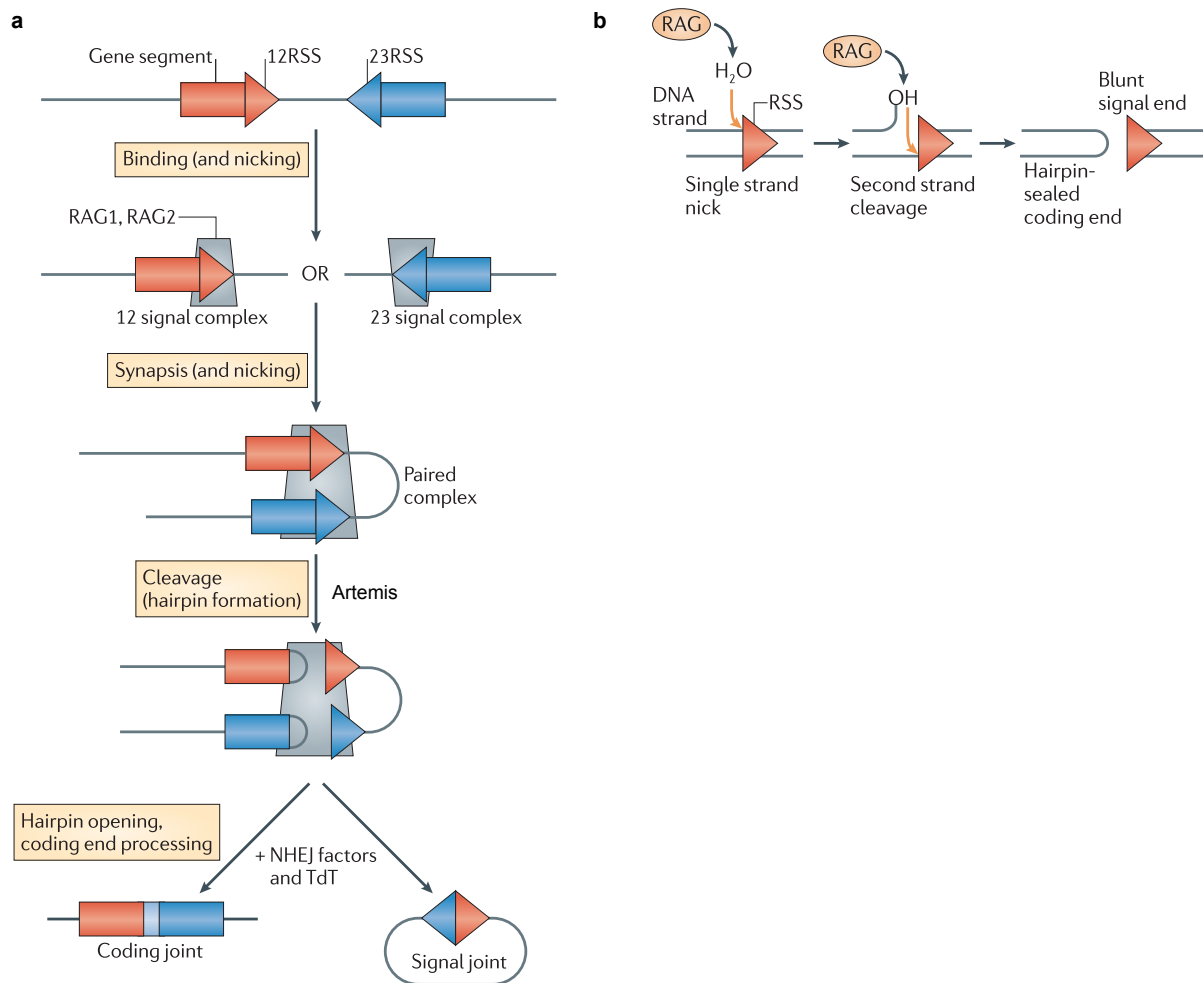 a
Gene segment
12RSS
23RSS
Binding (and nicking)
RAG1, RAG2
OR
12 signal complex
23 signal complex
Synapsis (and nicking)
Paired
complex
Cleavage
(hairpin formation)
Artemis
Hairpin opening,
coding end processing
+ NHEJ factors
and TdT
Coding joint
Signal joint
b
RAG
H₂O
DNA
strand
RSS
Single strand
nick
RAG
OH
Second strand
cleavage
Blunt
signal end
Hairpin-
sealed
coding end